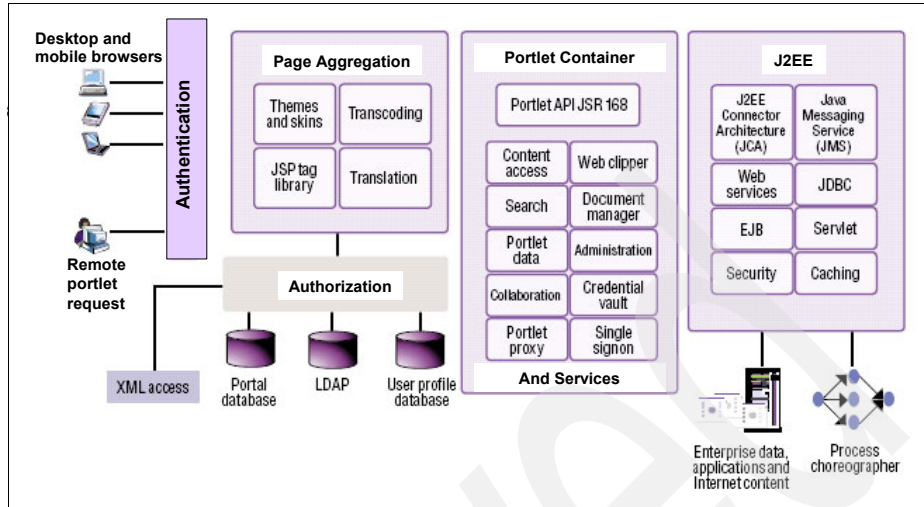 Desktop and
mobile browsers
Authentication
Remote
portlet
request
XML access
Page Aggregation
Themes
and skins
Transcoding
JSP tag
library
Translation
Authorization
Portal
database
LDAP
User profile
database
Portlet Container
Portlet API JSR 168
Content
access
Web clipper
Search
Document
manager
Portlet
data
Administration
Collaboration
Credential
vault
Portlet
proxy
Single
signon
And Services
J2EE
J2EE
Connector
Architecture
(JCA)
Java
Messaging
Service
(JMS)
Web
services
JDBC
EJB
Servlet
Security
Caching
Enterprise data,
applications and
Internet content
Process
choreographer